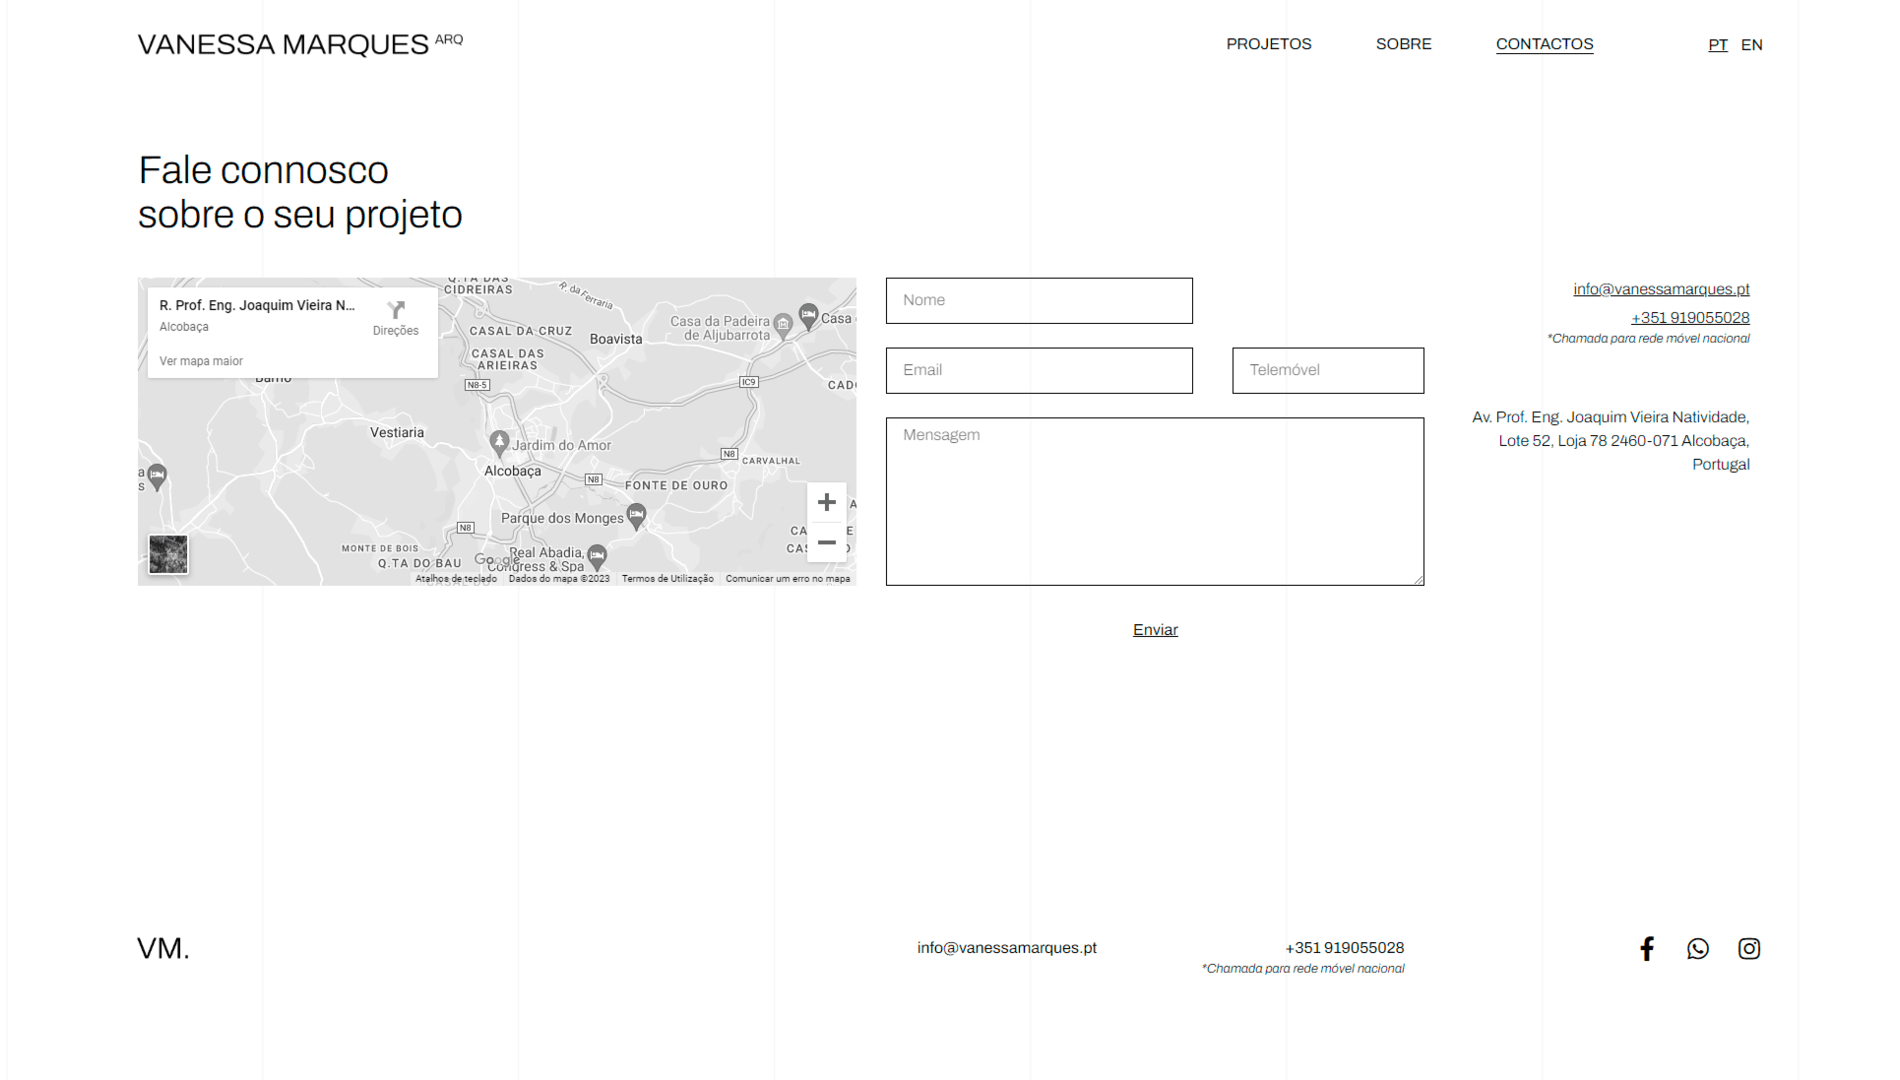 VANESSA MARQUES ARQ
PROJETOS
SOBRE
CONTACTOS
PT EN
Fale connosco
sobre o seu projeto
R. Prof. Eng. Joaquim Vieira N...
Alcobaça
Direções
Ver mapa maior
Q.TA DAS
CIDREIRAS
R. da Ferraria
CASAL DA CRUZ
Boavista
Casa da Padeira
de Aljubarrota
Casa
CASAL DAS
ARIEIRAS
Barrio
N8-5
IC9
Vestiaria
Jardim do Amor
Alcobaça
N8
CARVALHAL
N8
FONTE DE OURO
N8
Parque dos Monges
MONTE DE BOIS
Q.TA DO BAU
Google
Real Abadia,
Congress & Spa
Atalhos de teclado
Dados do mapa ©2023
Termos de Utilização
Comunicar um erro no mapa
Nome
Email
Telemóvel
Mensagem
Enviar
info@vanessamarques.pt
+351 919055028
*Chamada para rede móvel nacional
Av. Prof. Eng. Joaquim Vieira Natividade,
Lote 52, Loja 78 2460-071 Alcobaça,
Portugal
VM.
info@vanessamarques.pt
+351 919055028
*Chamada para rede móvel nacional